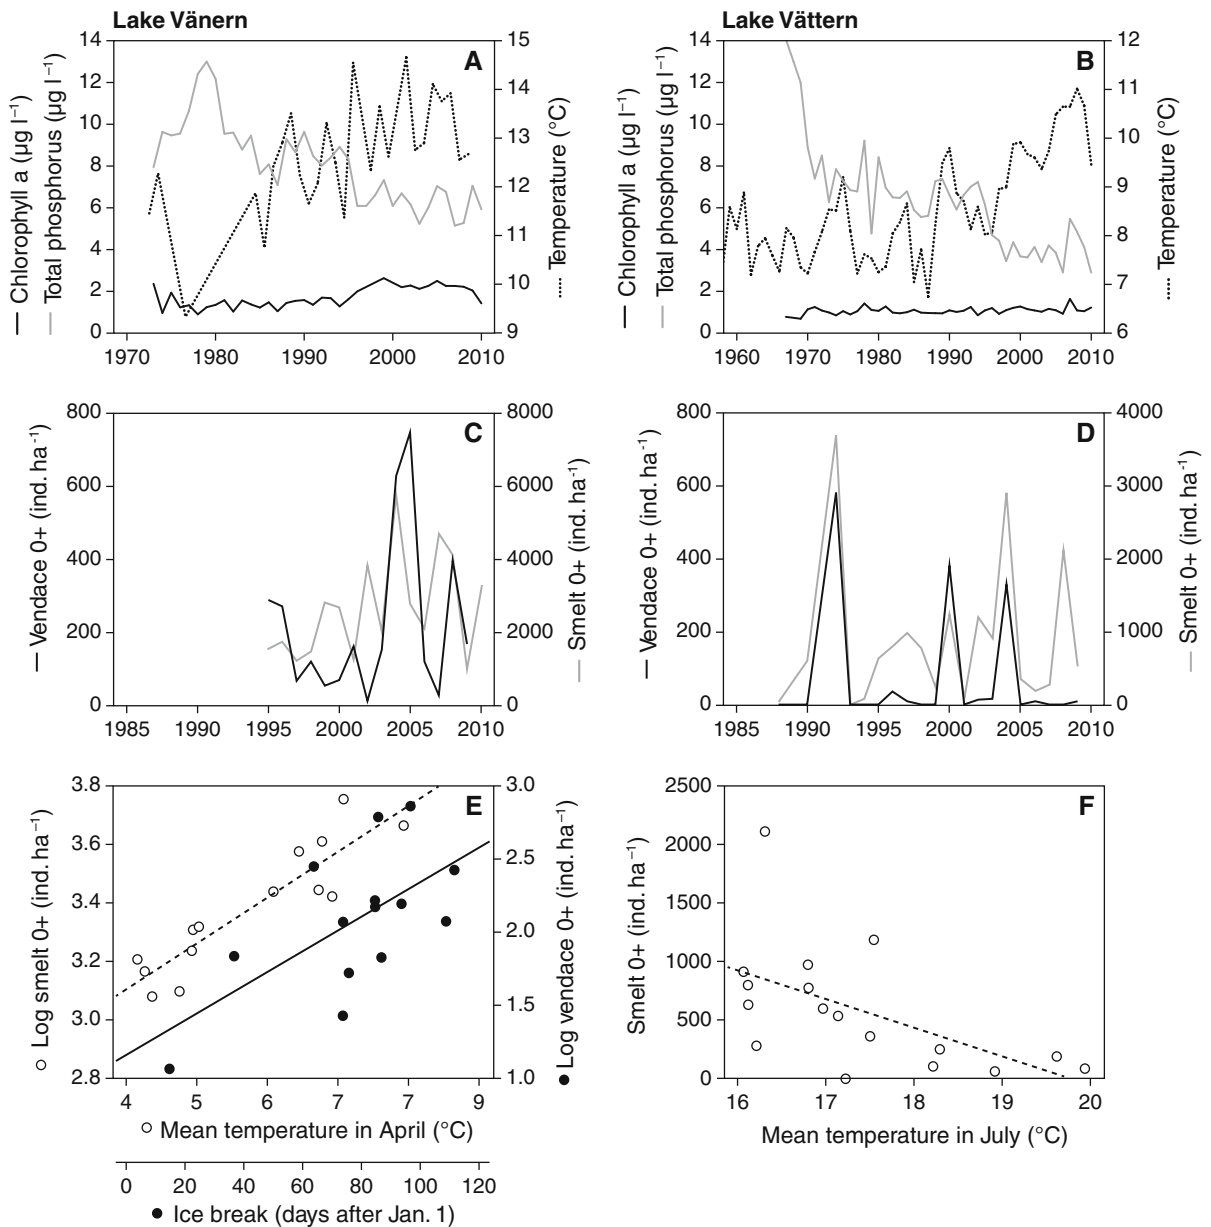 Lake Vänern
Lake Vättern
A
14
12
10
8
6
4
2
0
15
14
13
12
11
10
9
1970 1980 1990 2000 2010
— Chlorophyll a (µg l⁻¹)
— Total phosphorus (µg l⁻¹)
Temperature (°C)
B
14
12
10
8
6
4
2
0
12
11
10
9
8
7
6
1960 1970 1980 1990 2000 2010
— Chlorophyll a (µg l⁻¹)
— Total phosphorus (µg l⁻¹)
Temperature (°C)
C
800
600
400
200
0
8000
6000
4000
2000
0
1985 1990 1995 2000 2005 2010
— Vendace 0+ (ind. ha⁻¹)
— Smelt 0+ (ind. ha⁻¹)
D
800
600
400
200
0
4000
3000
2000
1000
0
1985 1990 1995 2000 2005 2010
— Vendace 0+ (ind. ha⁻¹)
— Smelt 0+ (ind. ha⁻¹)
E
3.8
3.6
3.4
3.2
3.0
2.8
3.0
2.5
2.0
1.5
1.0
4 5 6 7 7 9
○ Log smelt 0+ (ind. ha⁻¹)
● Log vendace 0+ (ind. ha⁻¹)
○ Mean temperature in April (°C)
0 20 40 60 80 100 120
● Ice break (days after Jan. 1)
F
2500
2000
1500
1000
500
0
16 17 18 19 20
Smelt 0+ (ind. ha⁻¹)
Mean temperature in July (°C)